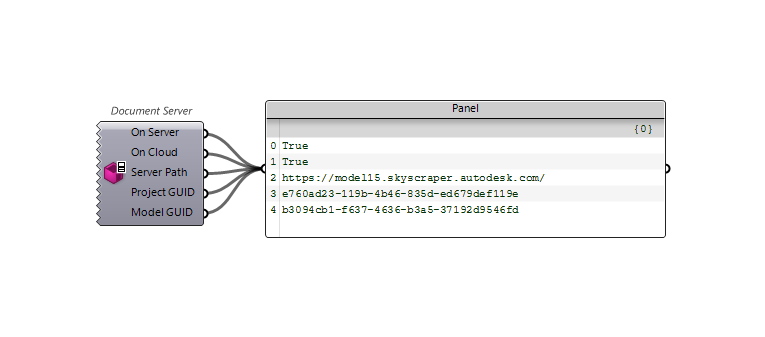 Document Server
On Server
On Cloud
Server Path
Project GUID
Model GUID
Panel
{0}
0 True
1 True
2 https://model15.skyscraper.autodesk.com/
3 e760ad23-119b-4b46-835d-ed679def119e
4 b3094cb1-f637-4636-b3a5-37192d9546fd